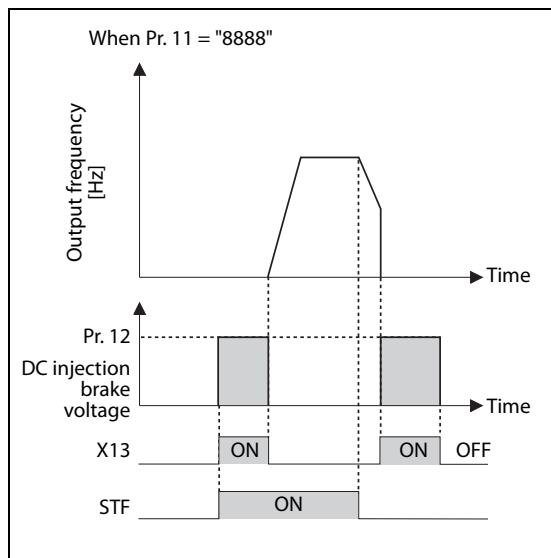 When Pr. 11 = "8888"
Output frequency
[Hz]
Time
Pr. 12
DC injection
brake
voltage
Time
X13
ON
ON
OFF
STF
ON